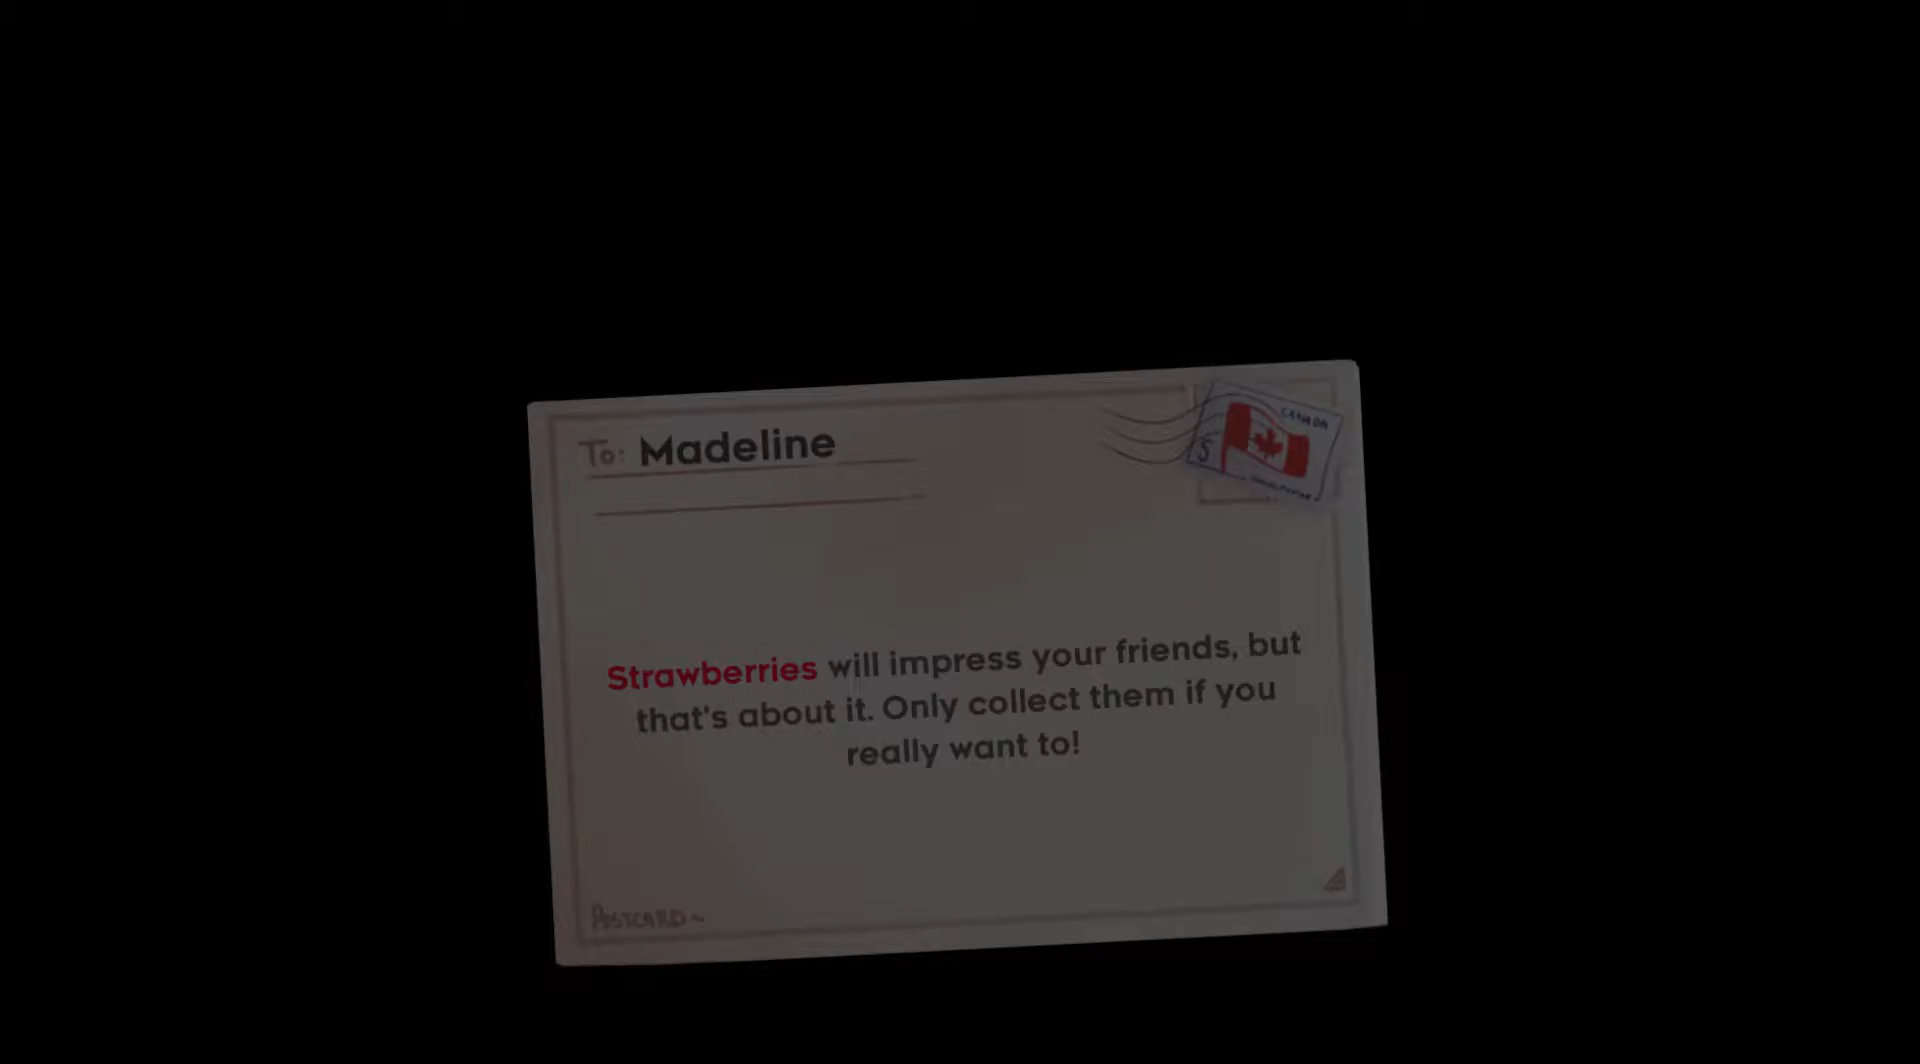 To: Madeline
CANADA
5
Strawberries will impress your friends, but
that's about it. Only collect them if you
really want to!
POSTCARD~